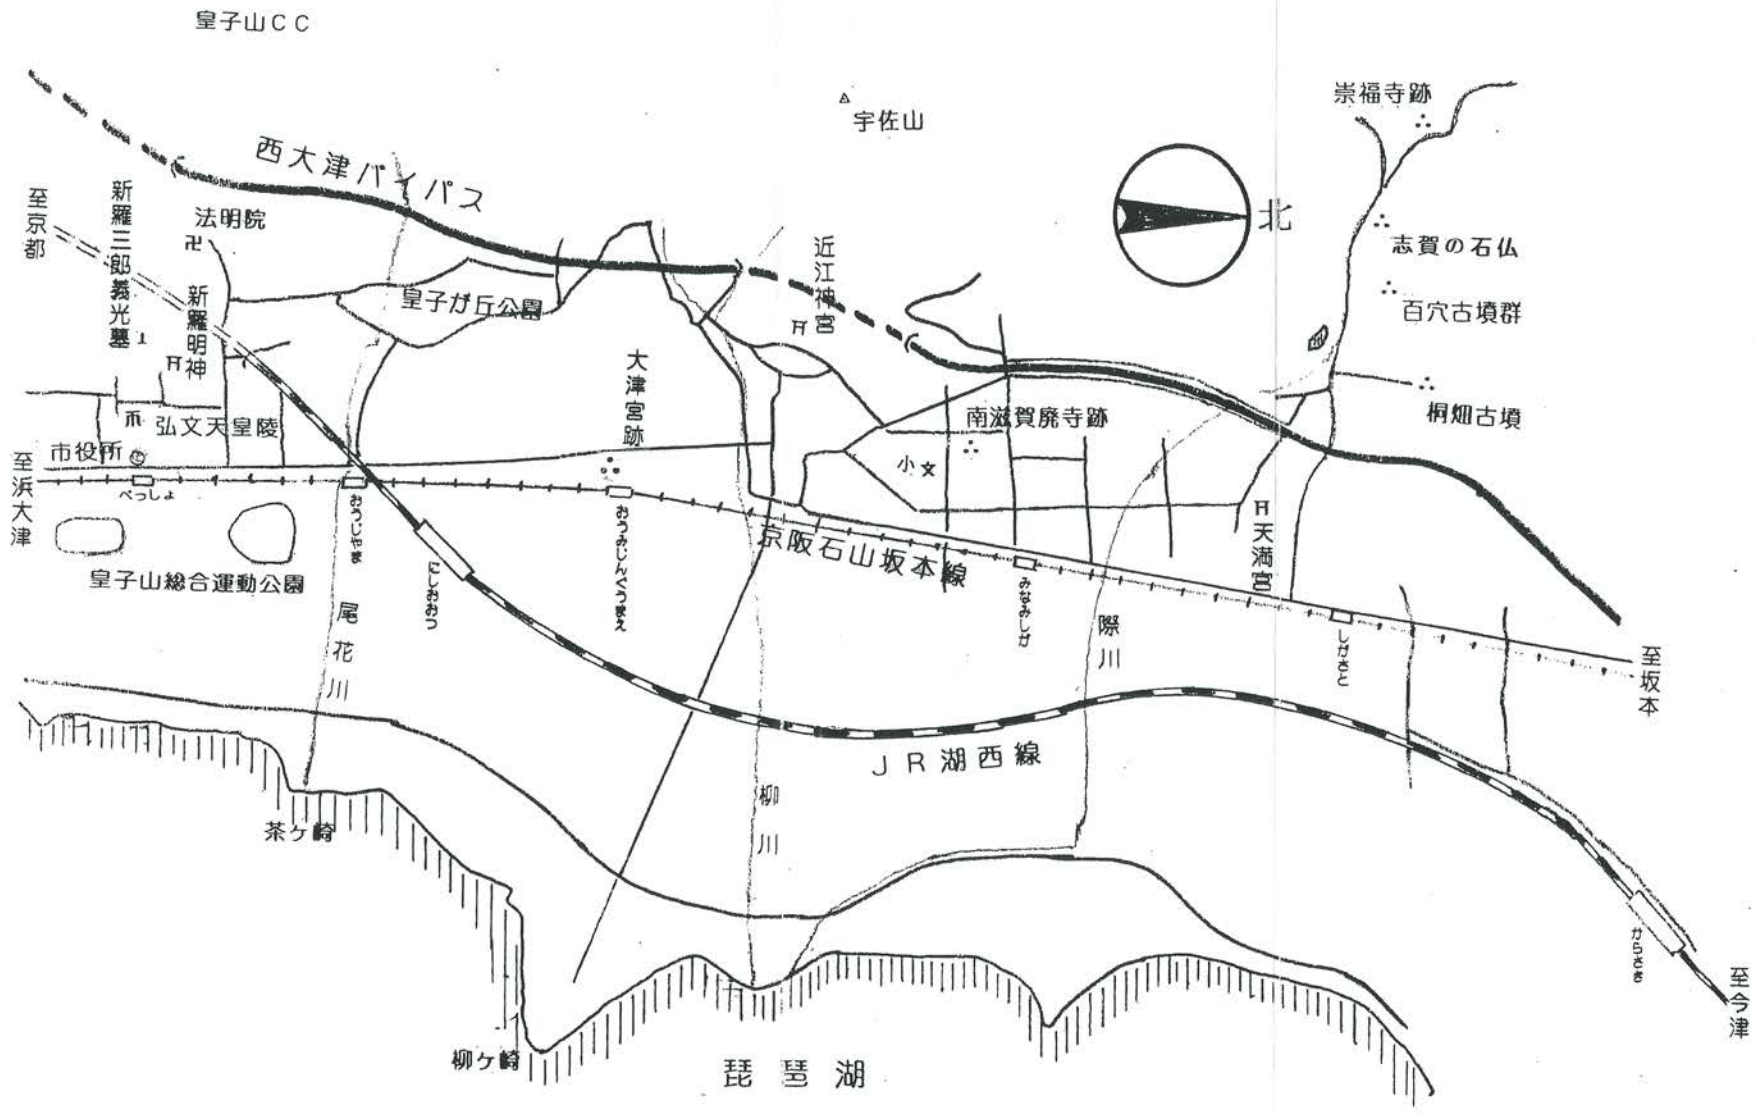 皇子山CC
宇佐山
崇福寺跡
西大津バイパス
北
至京都
新羅三郎義光墓
法明院
新羅明神
近江神宮
志賀の石仏
百穴古墳群
皇子が丘公園
大津宮跡
南滋賀廃寺跡
桐畑古墳
弘文天皇陵
市役所
小
文
至浜大津
べっしょ
おうじやま
おうみじんぐうまえ
京阪石山坂本線
天満宮
皇子山総合運動公園
にしおおつ
みなみしが
しがさと
尾花川
際川
至坂本
JR湖西線
柳川
茶ヶ崎
からさき
至今津
柳ヶ崎
琵琶湖